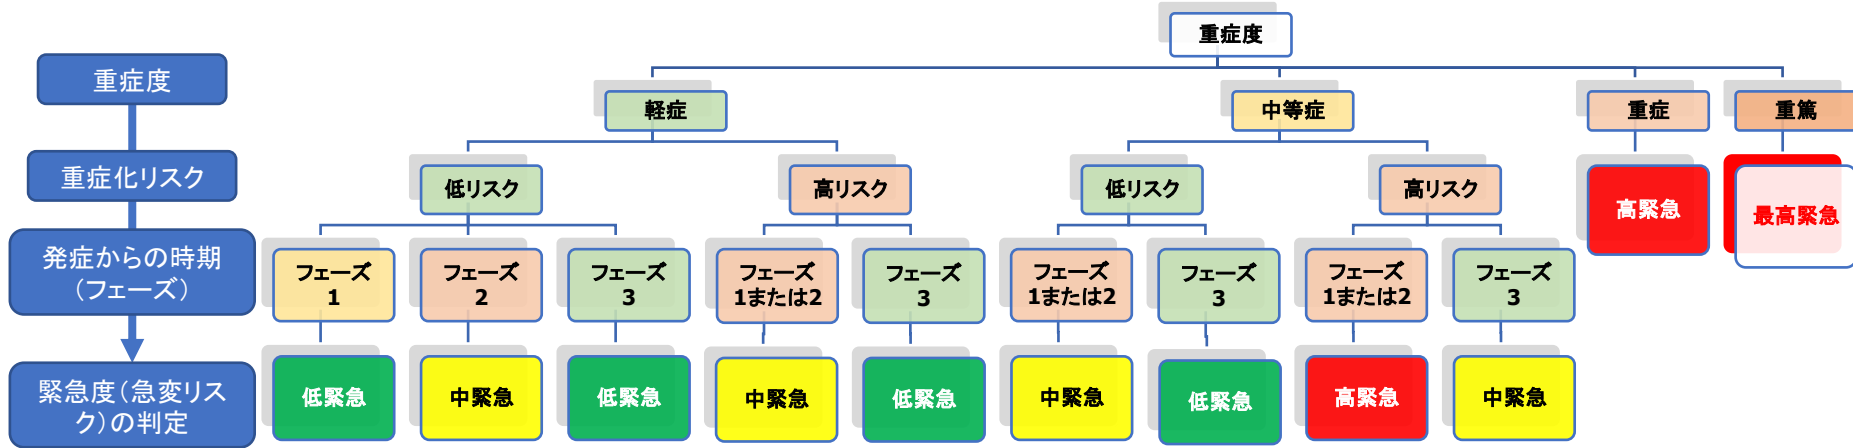 重症度
重症化リスク
発症からの時期
（フェーズ）
緊急度（急変リス
ク）の判定
重症度
軽症
中等症
重症
重篤
低リスク
高リスク
低リスク
高リスク
高緊急
最高緊急
フェーズ
1
フェーズ
2
フェーズ
3
フェーズ
1または2
フェーズ
3
フェーズ
1または2
フェーズ
3
フェーズ
1または2
フェーズ
3
低緊急
中緊急
低緊急
中緊急
低緊急
中緊急
低緊急
高緊急
中緊急